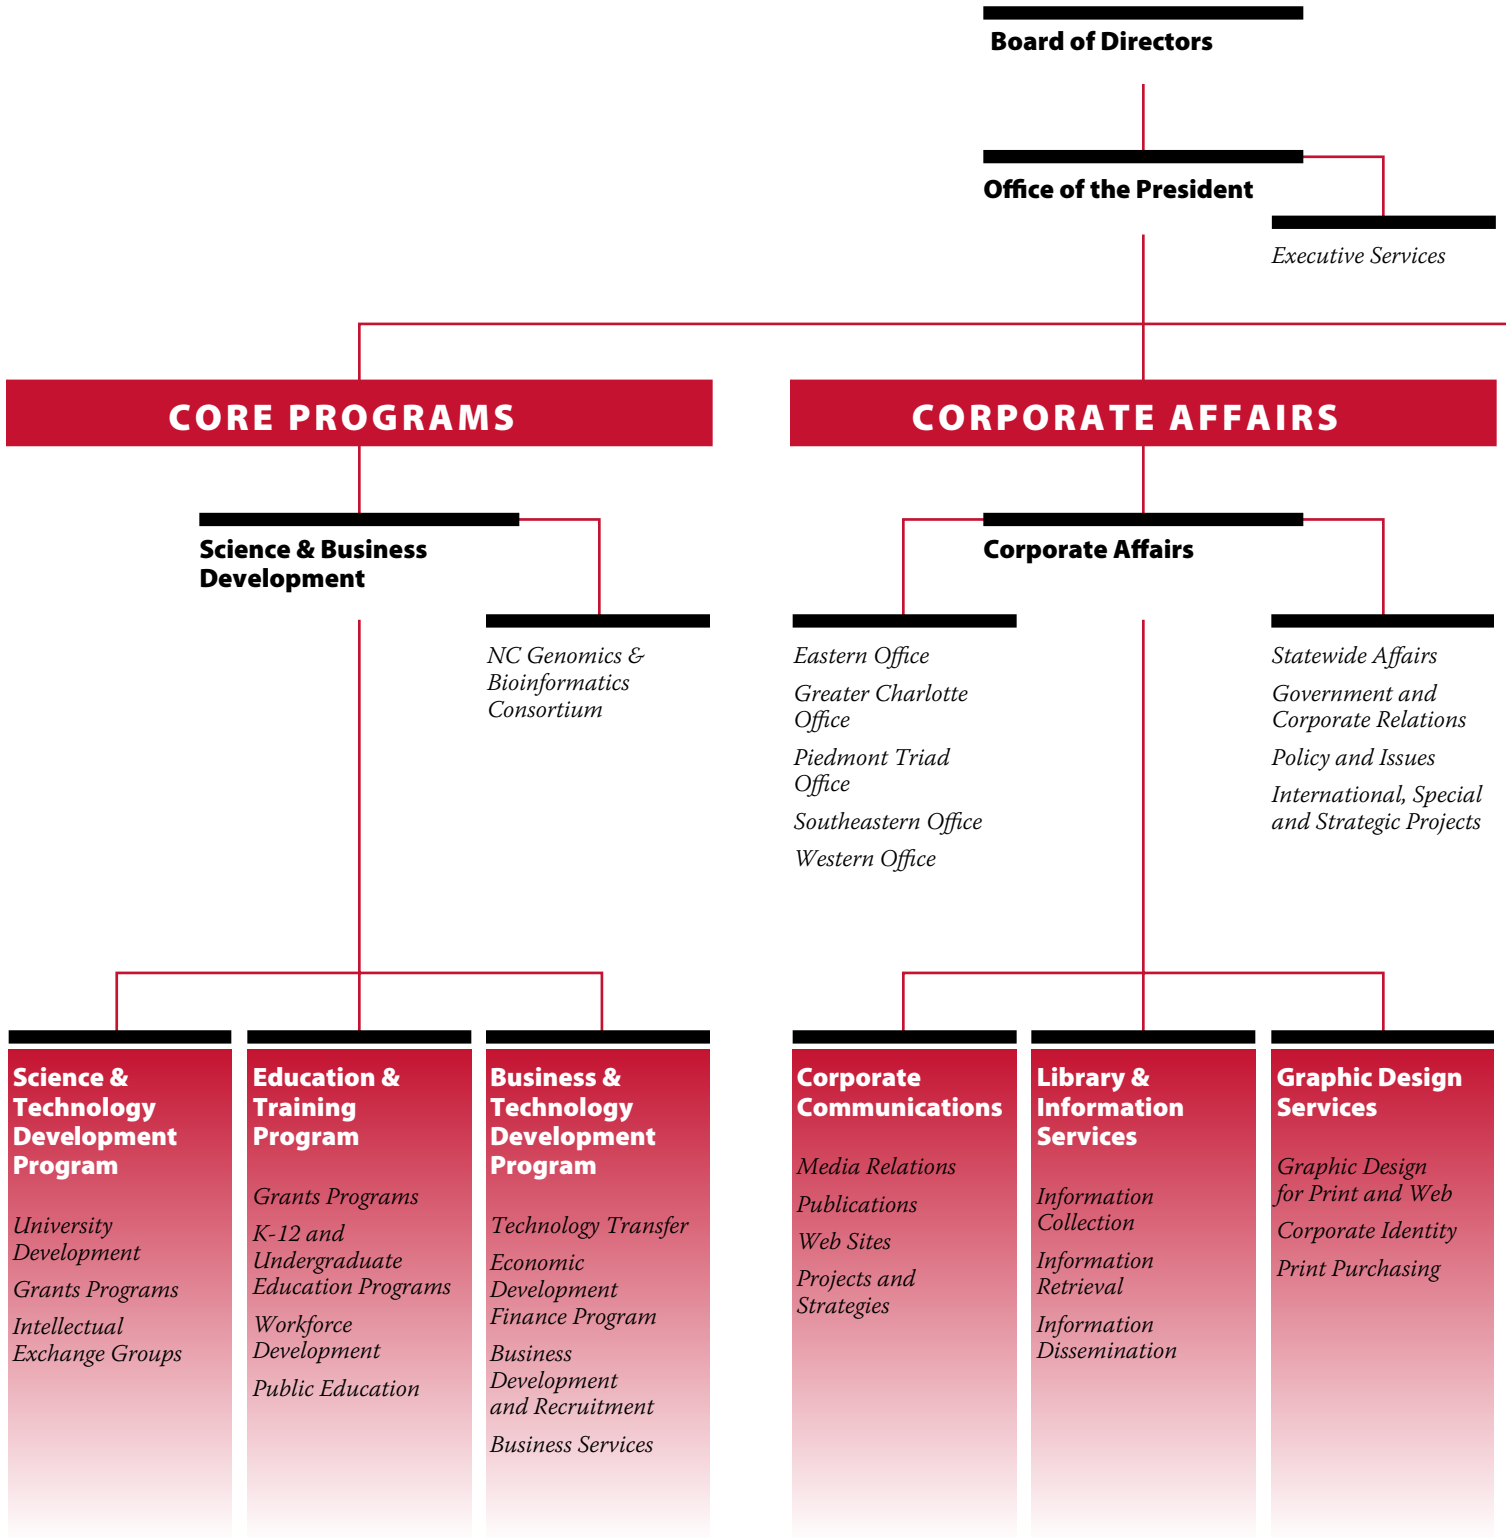 Board of Directors
Office of the President
Executive Services
CORE PROGRAMS
CORPORATE AFFAIRS
Science & Business
Development
NC Genomics &
Bioinformatics
Consortium
Corporate Affairs
Eastern Office
Greater Charlotte
Office
Piedmont Triad
Office
Southeastern Office
Western Office
Statewide Affairs
Government and
Corporate Relations
Policy and Issues
International, Special
and Strategic Projects
Science &
Technology
Development
Program
University
Development
Grants Programs
Intellectual
Exchange Groups
Education &
Training
Program
Grants Programs
K-12 and
Undergraduate
Education Programs
Workforce
Development
Public Education
Business &
Technology
Development
Program
Technology Transfer
Economic
Development
Finance Program
Business
Development
and Recruitment
Business Services
Corporate
Communications
Media Relations
Publications
Web Sites
Projects and
Strategies
Library &
Information
Services
Information
Collection
Information
Retrieval
Information
Dissemination
Graphic Design
Services
Graphic Design
for Print and Web
Corporate Identity
Print Purchasing